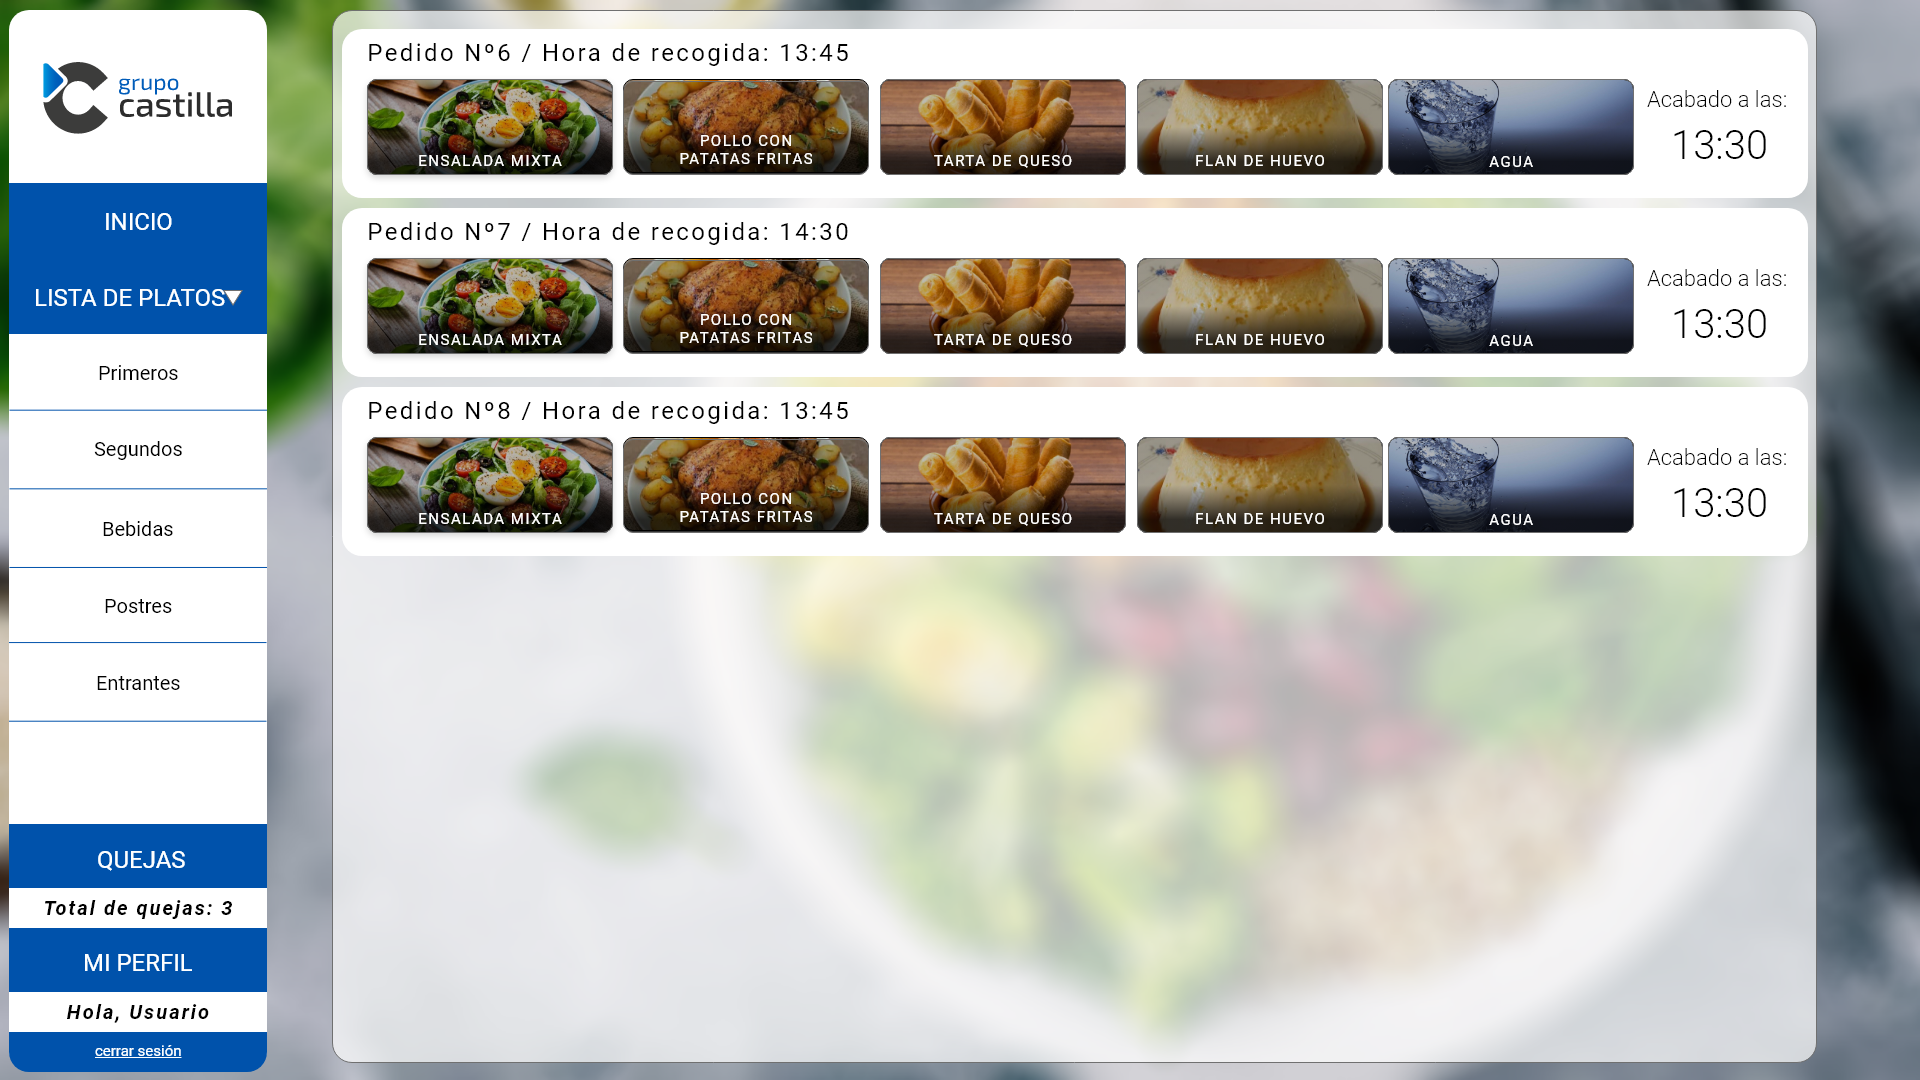 grupo
castilla
INICIO
LISTA DE PLATOS
Primeros
Segundos
Bebidas
Postres
Entrantes
QUEJAS
Total de quejas: 3
MI PERFIL
Hola, Usuario
cerrar sesión
Pedido Nº6 / Hora de recogida: 13:45
ENSALADA MIXTA
POLLO CON
PATATAS FRITAS
TARTA DE QUESO
FLAN DE HUEVO
AGUA
Acabado a las:
13:30
Pedido Nº7 / Hora de recogida: 14:30
ENSALADA MIXTA
POLLO CON
PATATAS FRITAS
TARTA DE QUESO
FLAN DE HUEVO
AGUA
Acabado a las:
13:30
Pedido Nº8 / Hora de recogida: 13:45
ENSALADA MIXTA
POLLO CON
PATATAS FRITAS
TARTA DE QUESO
FLAN DE HUEVO
AGUA
Acabado a las:
13:30